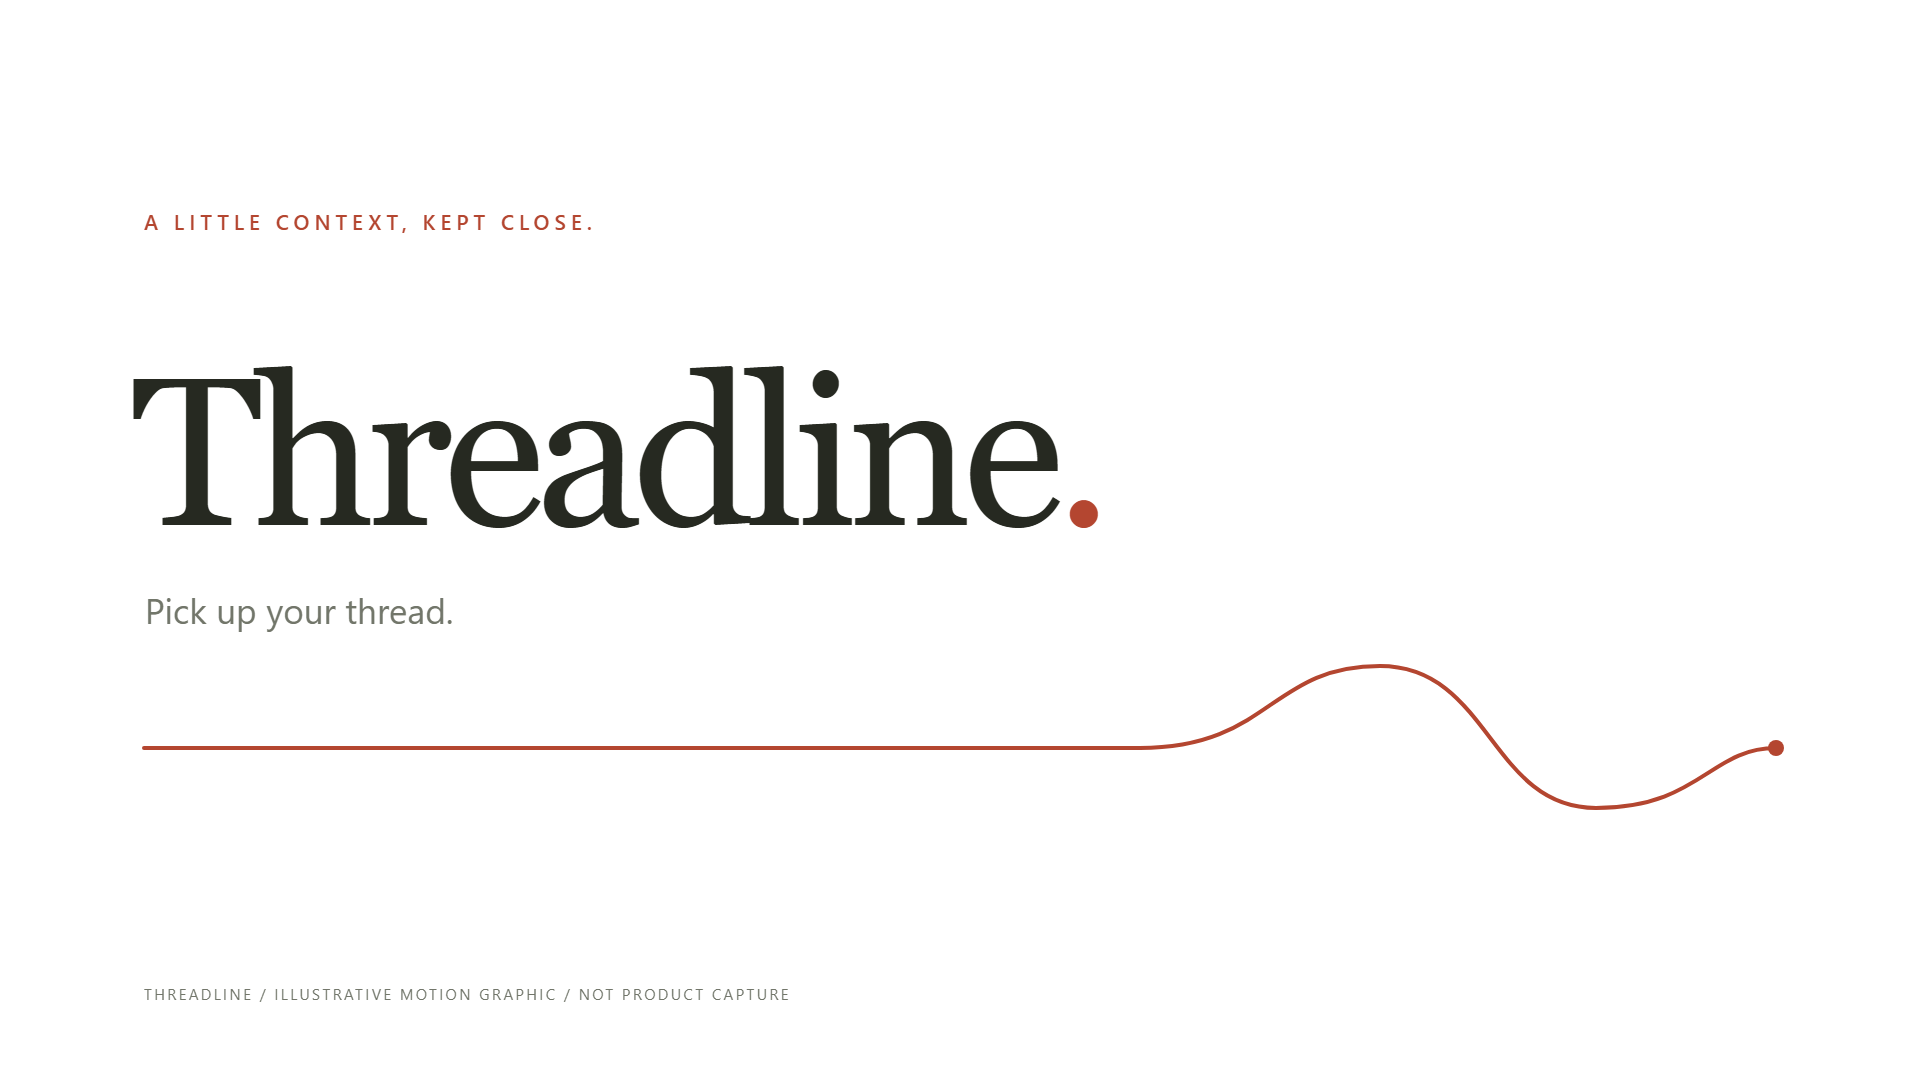 A LITTLE CONTEXT, KEPT CLOSE.
Threadline.
Pick up your thread.
THREADLINE / ILLUSTRATIVE MOTION GRAPHIC / NOT PRODUCT CAPTURE